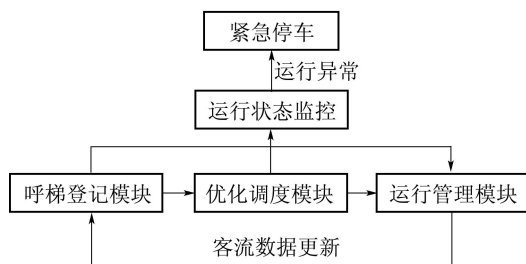 紧急停车
运行异常
运行状态监控
呼梯登记模块
优化调度模块
运行管理模块
客流数据更新